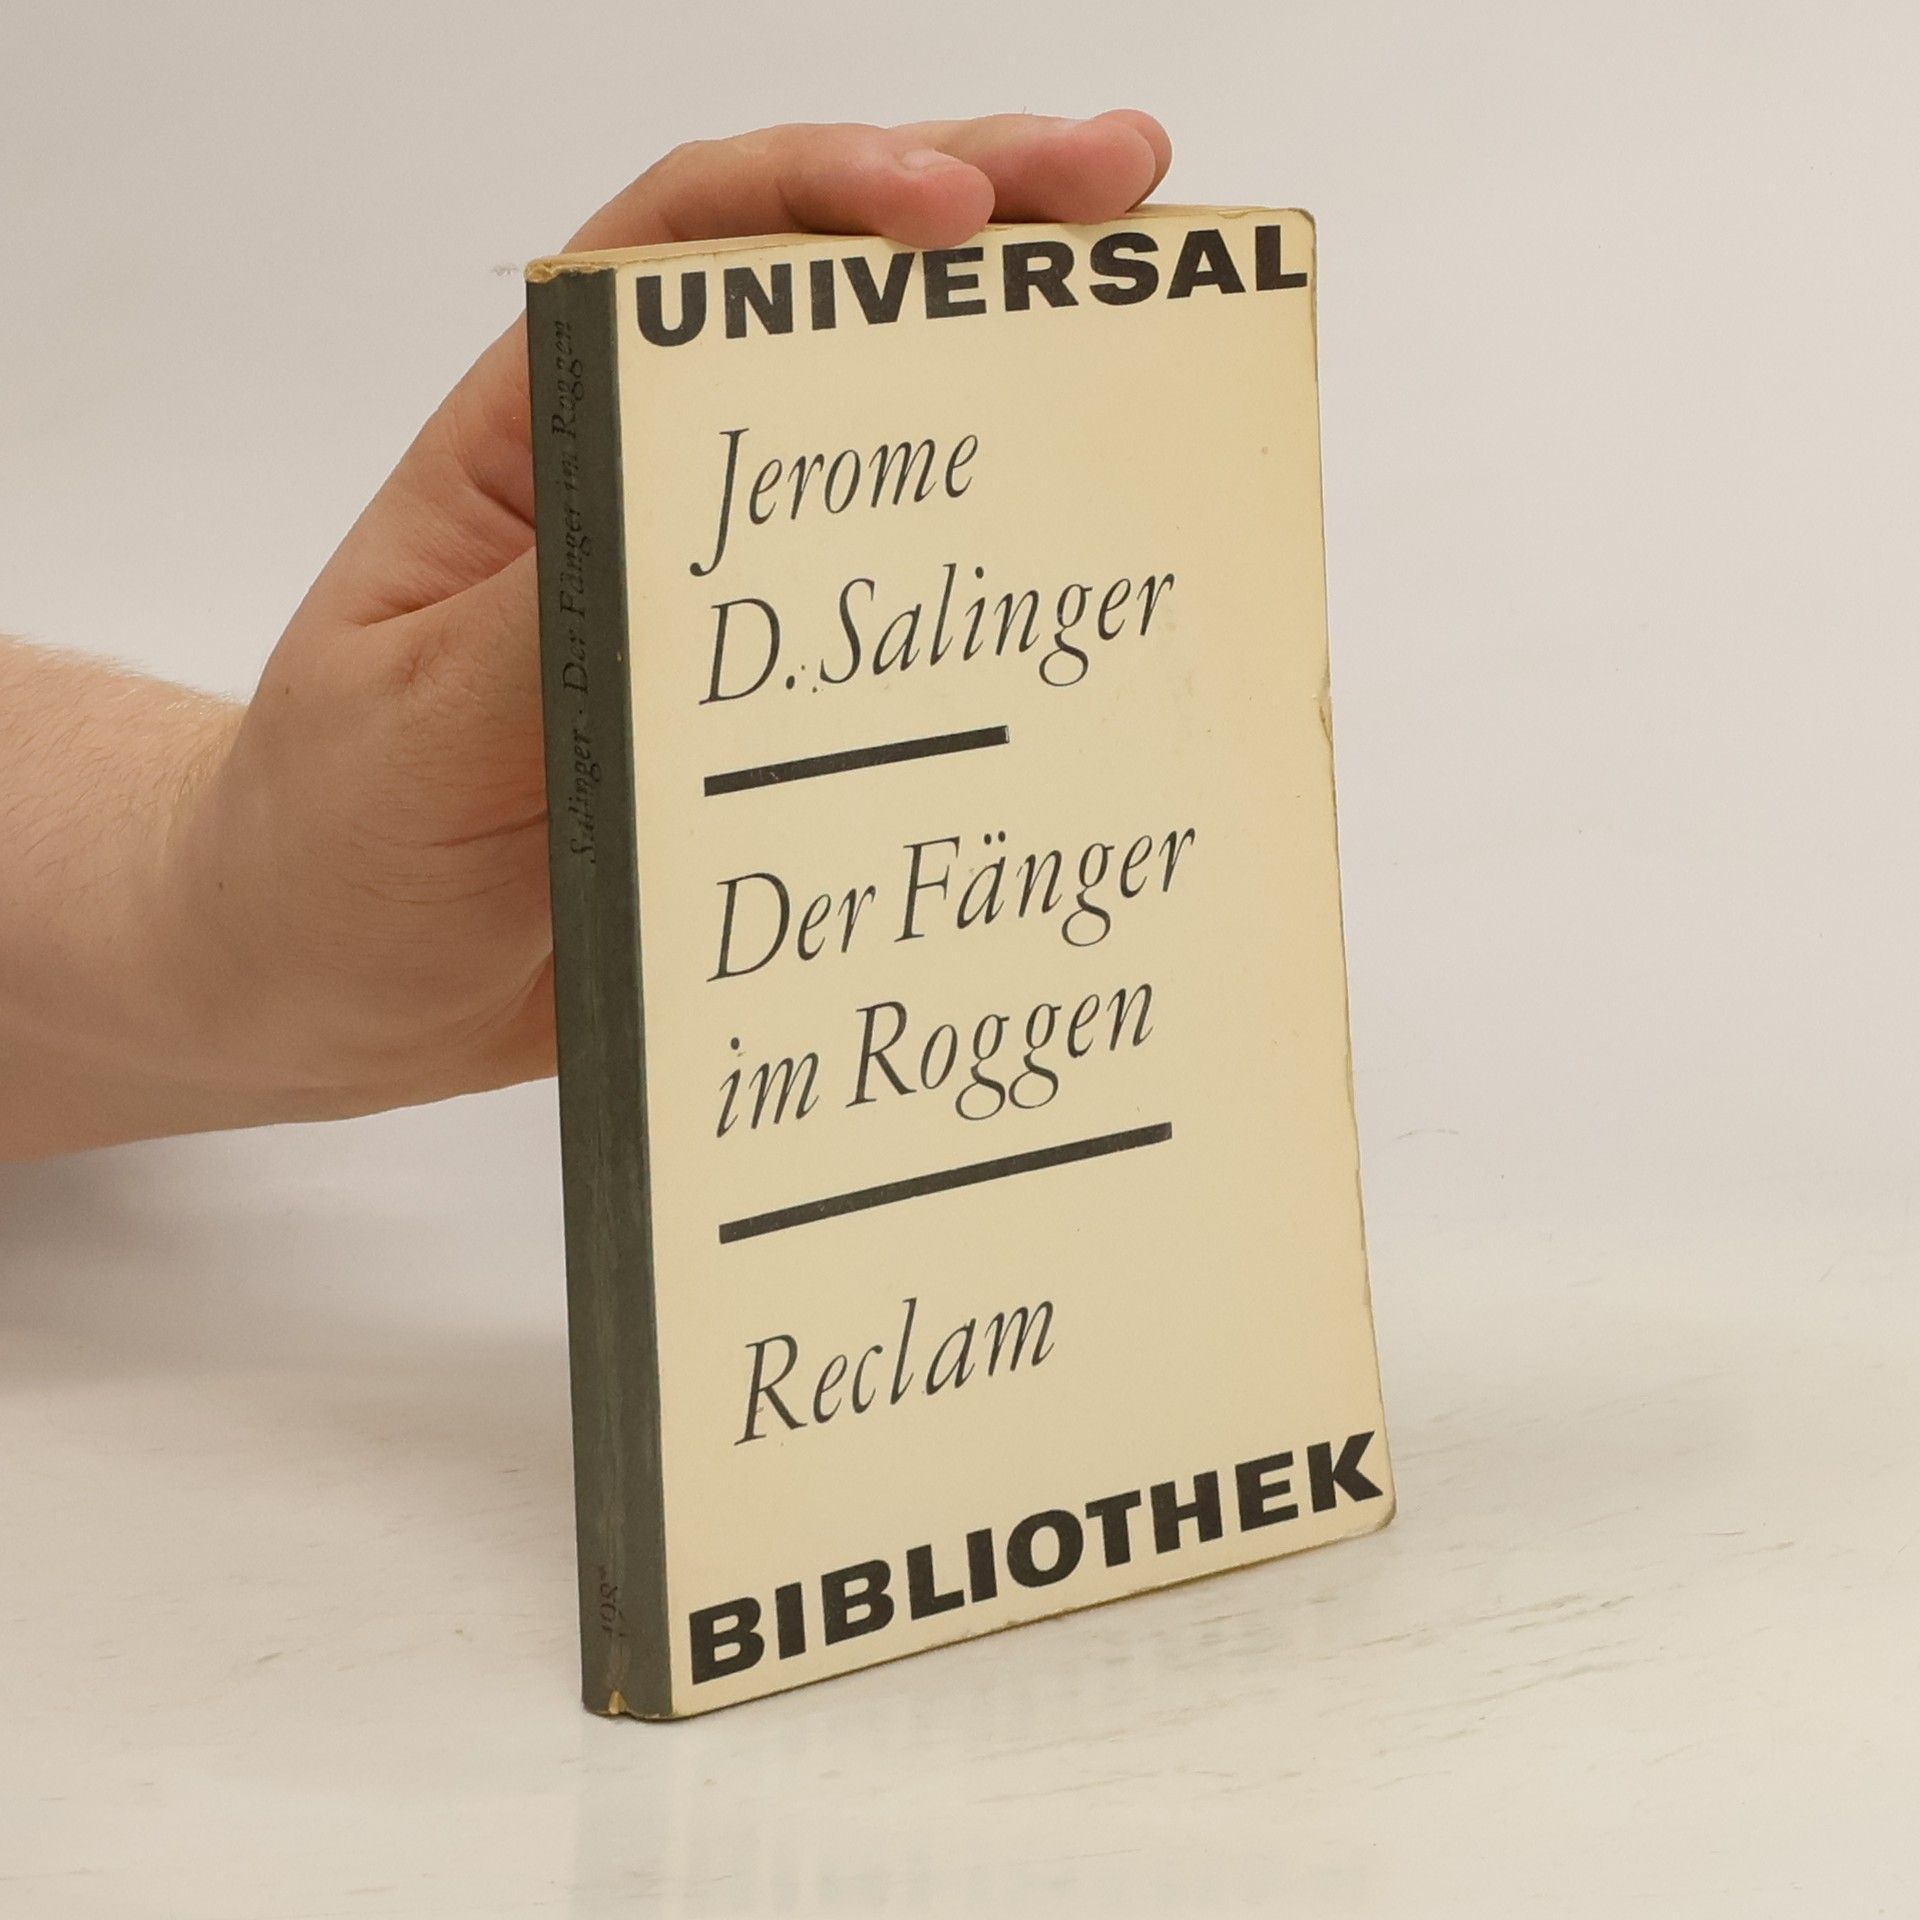 UNIVERSAL
Jerome
D. Salinger
Der Fänger
im Roggen
Reclam
BIBLIOTHEK
Salinger · Der Fänger im Roggen